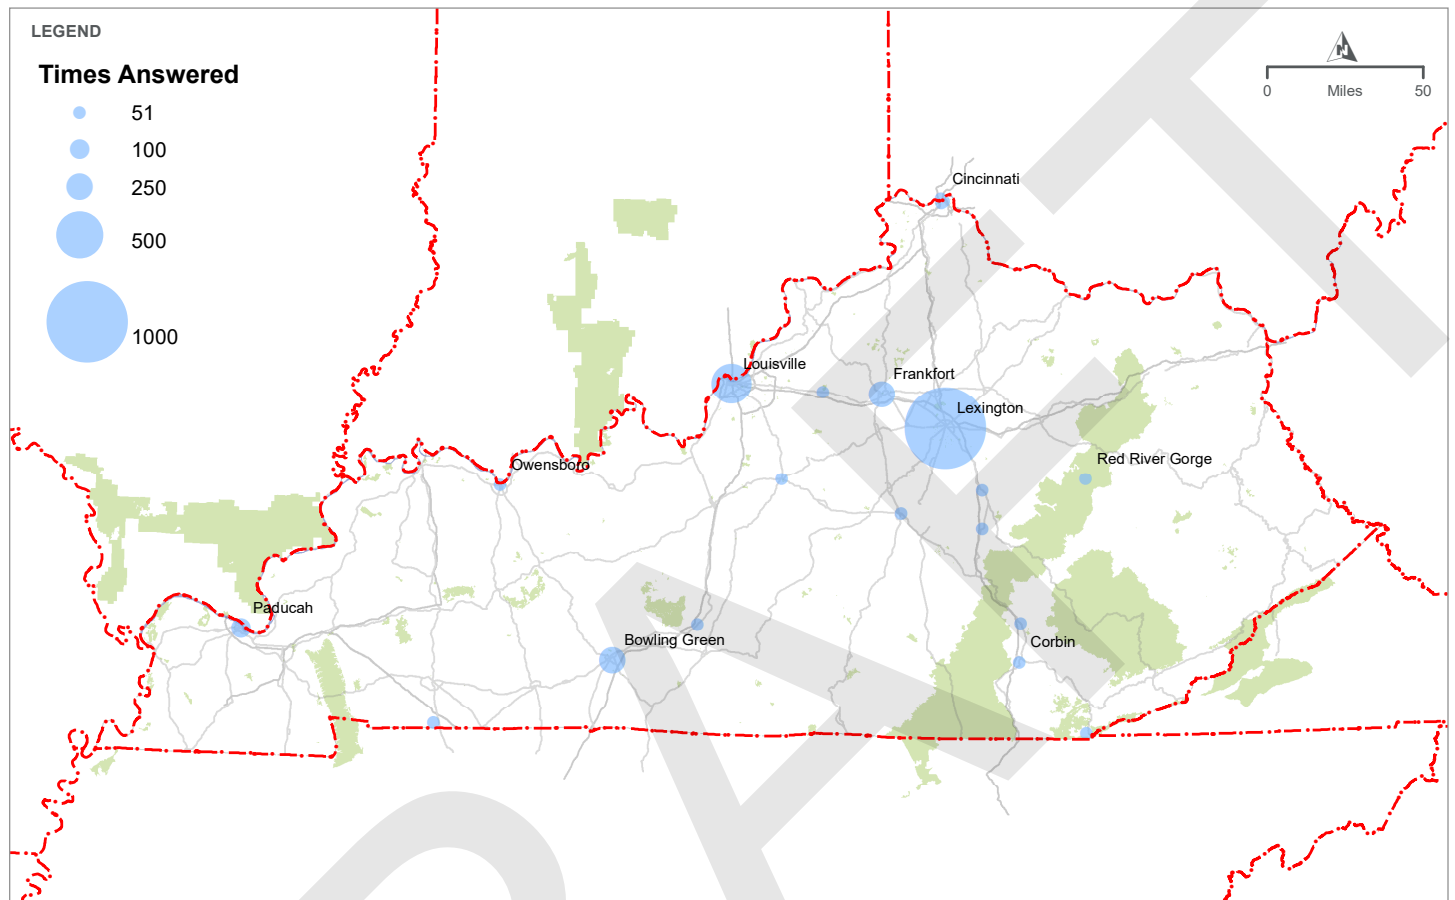 LEGEND
Times Answered
51
100
250
500
1000
N
0 Miles 50
Cincinnati
Louisville
Frankfort
Lexington
Owensboro
Red River Gorge
Paducah
Bowling Green
Corbin